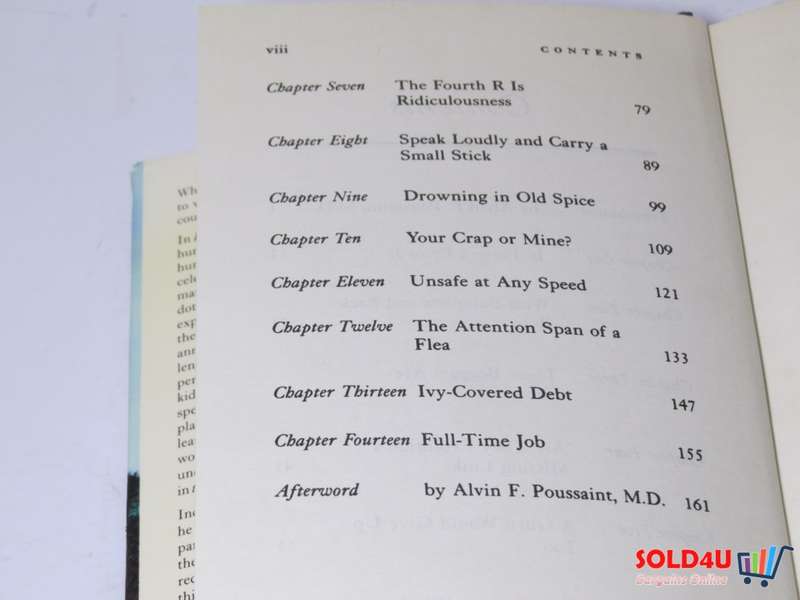 viii CONTENTS
Chapter Seven The Fourth R Is
Ridiculousness 79
Chapter Eight Speak Loudly and Carry a
Small Stick 89
Chapter Nine Drowning in Old Spice 99
Chapter Ten Your Crap or Mine? 109
Chapter Eleven Unsafe at Any Speed 121
Chapter Twelve The Attention Span of a
Flea 133
Chapter Thirteen Ivy-Covered Debt 147
Chapter Fourteen Full-Time Job 155
Afterword by Alvin F. Poussaint, M.D. 161
SOLD4U
Bargains Online